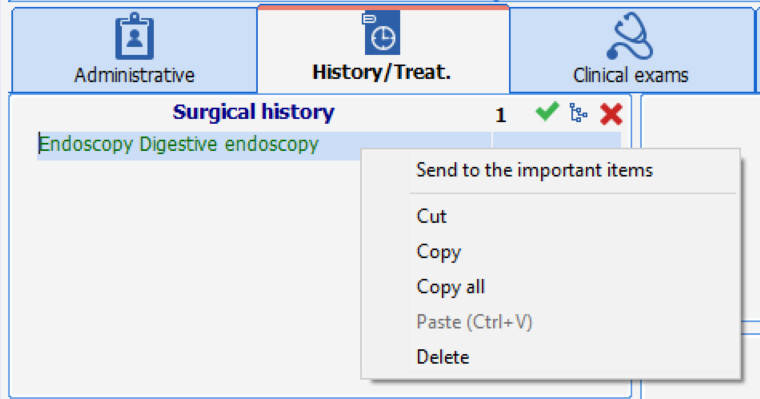 Administrative
History/Treat.
Clinical exams
Surgical history 1
Endoscopy Digestive endoscopy
Send to the important items
Cut
Copy
Copy all
Paste (Ctrl+V)
Delete